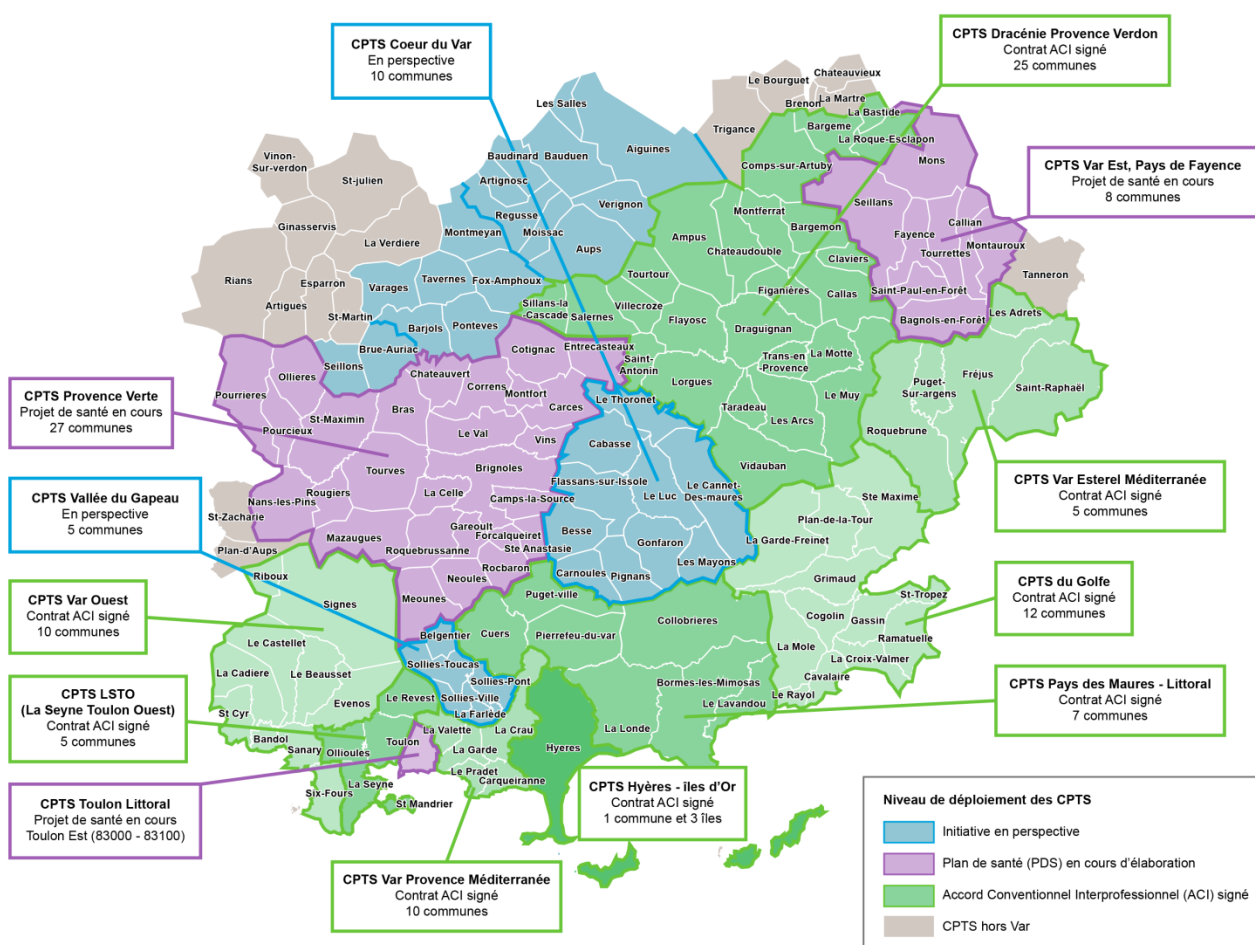 CPTS Coeur du Var
En perspective
10 communes
CPTS Dracénie Provence Verdon
Contrat ACI signé
25 communes
CPTS Var Est, Pays de Fayence
Projet de santé en cours
8 communes
CPTS Provence Verte
Projet de santé en cours
27 communes
CPTS Vallée du Gapeau
En perspective
5 communes
CPTS Var Ouest
Contrat ACI signé
10 communes
CPTS LSTO
(La Seyne Toulon Ouest)
Contrat ACI signé
5 communes
CPTS Toulon Littoral
Projet de santé en cours
Toulon Est (83000 - 83100)
CPTS Var Provence Méditerranée
Contrat ACI signé
10 communes
CPTS Hyères - îles d'Or
Contrat ACI signé
1 commune et 3 îles
CPTS Var Esterel Méditerranée
Contrat ACI signé
5 communes
CPTS du Golfe
Contrat ACI signé
12 communes
CPTS Pays des Maures - Littoral
Contrat ACI signé
7 communes
Le Bourguet
Chateauvieux
Brenon
La Martre
La Bastide
Trigance
Bargeme
La Roque-Esclapon
Comps-sur-Artuby
Les Salles
Aiguines
Baudinard
Bauduen
Artignosc
Verignon
Regusse
Moissac
Montmeyan
Aups
Vinon-
Sur-verdon
St-julien
Ginasservis
La Verdiere
Rians
Esparron
Artigues
St-Martin
Varages
Tavernes
Fox-Amphoux
Barjols
Ponteves
Brue-Auriac
Seillons
Mons
Seillans
Callian
Fayence
Montauroux
Tourrettes
Saint-Paul-en-Forêt
Bagnols-en-Forêt
Tanneron
Montferrat
Bargemon
Ampus
Chateaudouble
Claviers
Tourtour
Figanières
Callas
Sillans-la
-Cascade
Villecroze
Salernes
Flayosc
Draguignan
Trans-en
-Provence
La Motte
Saint-
Antonin
Lorgues
Le Muy
Taradeau
Les Arcs
Vidauban
Les Adrets
Fréjus
Saint-Raphaël
Puget-
Sur-argens
Roquebrune
Cotignac
Entrecasteaux
Chateauvert
Correns
Montfort
Ollieres
Pourrieres
Bras
Carces
St-Maximin
Pourcieux
Le Val
Vins
Tourves
Brignoles
Rougiers
La Celle
Camps-la-Source
Nans-les-Pins
Gareoult
Forcalqueiret
Mazaugues
Roquebrussanne
Ste Anastasie
Rocbaron
Neoules
Meounes
St-Zacharie
Plan-d'Aups
Le Thoronet
Cabasse
Flassans-sur-Issole
Le Luc
Le Cannet-
Des-maures
Besse
Gonfaron
Les Mayons
Carnoules
Pignans
Ste Maxime
Plan-de-la-Tour
La Garde-Freinet
Grimaud
St-Tropez
Cogolin
Gassin
Ramatuelle
La Mole
La Croix-Valmer
Cavalaire
Le Rayol
Puget-ville
Collobrieres
Cuers
Pierrefeu-du-var
Bormes-les-Mimosas
Le Lavandou
La Londe
Riboux
Signes
Le Castellet
La Cadiere
Le Beausset
Evenos
St Cyr
Bandol
Sanary
Ollioules
Six-Fours
La Seyne
St Mandrier
Belgentier
Sollies-Toucas
Sollies-Pont
Sollies-Ville
La Farlède
Le Revest
Toulon
La Valette
La Crau
La Garde
Le Pradet
Carqueiranne
Hyeres
Niveau de déploiement des CPTS
Initiative en perspective
Plan de santé (PDS) en cours d'élaboration
Accord Conventionnel Interprofessionnel (ACI) signé
CPTS hors Var